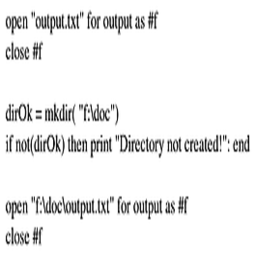 open "output.txt" for output as #f
close #f
dirOk = mkdir( "f:\doc")
if not(dirOk) then print "Directory not created!": end
open "f:\doc\output.txt" for output as #f
close #f